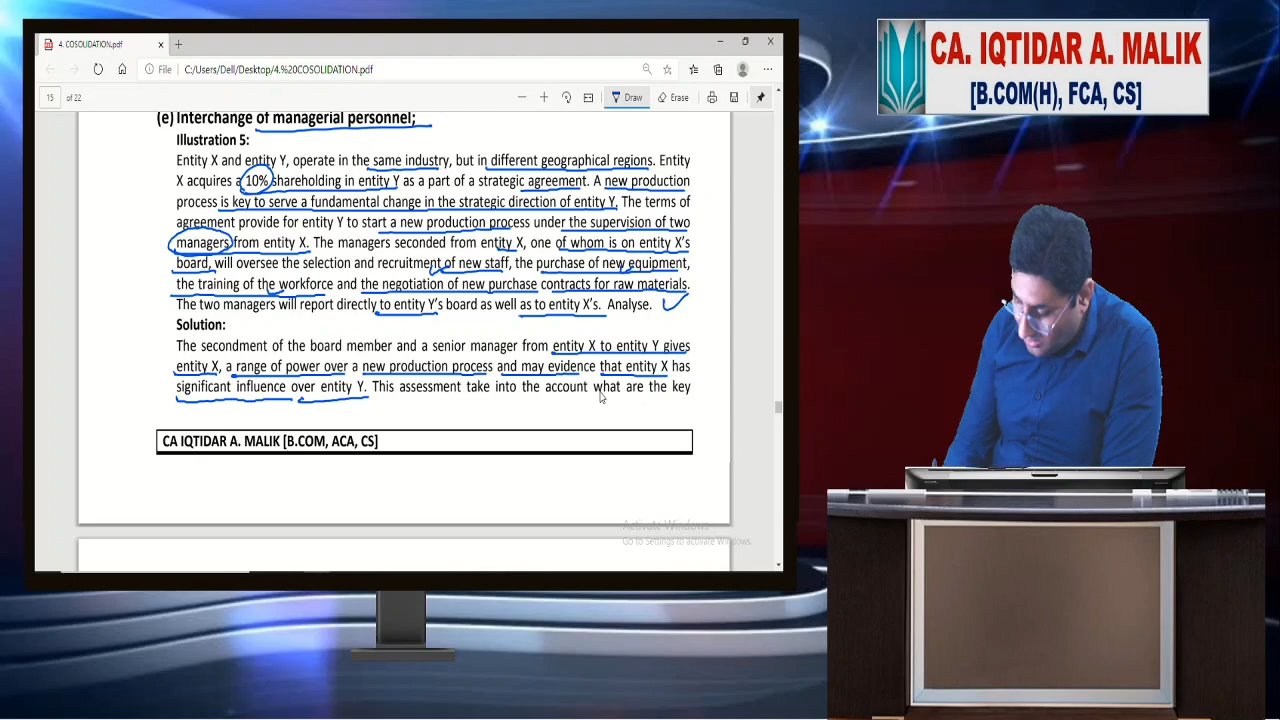 4. COSOLIDATION.pdf
File
C:/Users/Dell/Desktop/4.%20COSOLIDATION.pdf
15 of 22
Draw
Erase
CA. IQTIDAR A. MALIK
[B.COM(H), FCA, CS]
(e) Interchange of managerial personnel;
Illustration 5:
Entity X and entity Y, operate in the same industry, but in different geographical regions. Entity
X acquires a 10% shareholding in entity Y as a part of a strategic agreement. A new production
process is key to serve a fundamental change in the strategic direction of entity Y. The terms of
agreement provide for entity Y to start a new production process under the supervision of two
managers from entity X. The managers seconded from entity X, one of whom is on entity X's
board, will oversee the selection and recruitment of new staff, the purchase of new equipment,
the training of the workforce and the negotiation of new purchase contracts for raw materials.
The two managers will report directly to entity Y's board as well as to entity X's. Analyse.
Solution:
The secondment of the board member and a senior manager from entity X to entity Y gives
entity X, a range of power over a new production process and may evidence that entity X has
significant influence over entity Y. This assessment take into the account what are the key
CA IQTIDAR A. MALIK [B.COM, ACA, CS]
Activate Windows
Go to Settings to activate Windows.